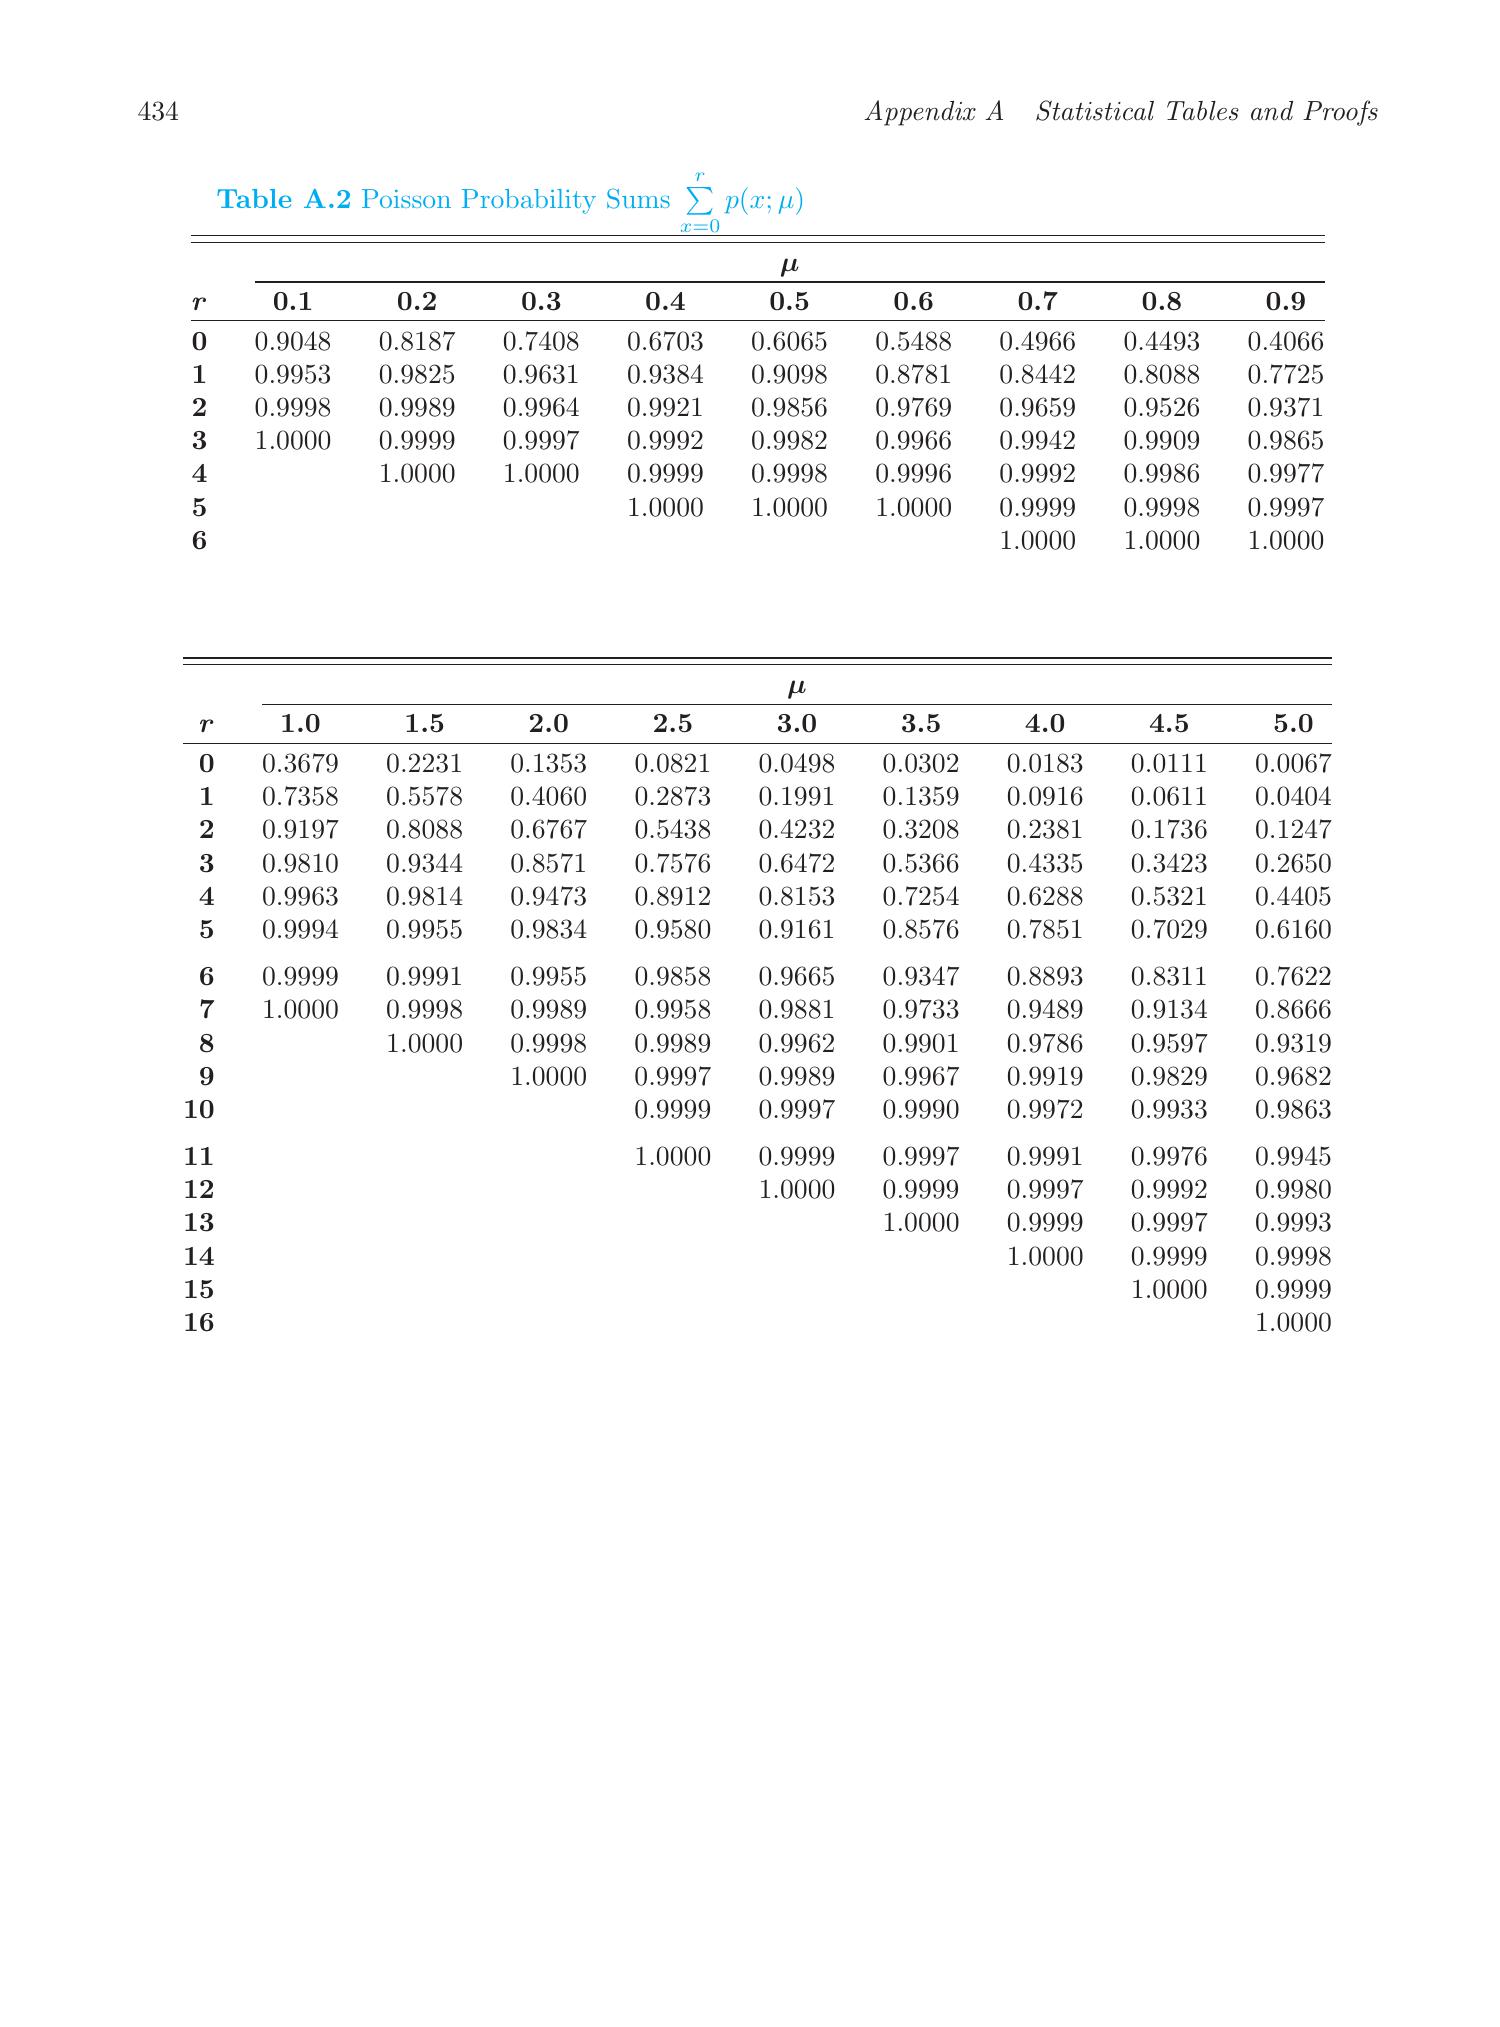 434 Appendix A Statistical Tables and Proofs
r
Table A.2 Poisson Probability Sums ∑ p(x; μ)
x=0
μ
r 0.1 0.2 0.3 0.4 0.5 0.6 0.7 0.8 0.9
0 0.9048 0.8187 0.7408 0.6703 0.6065 0.5488 0.4966 0.4493 0.4066
1 0.9953 0.9825 0.9631 0.9384 0.9098 0.8781 0.8442 0.8088 0.7725
2 0.9998 0.9989 0.9964 0.9921 0.9856 0.9769 0.9659 0.9526 0.9371
3 1.0000 0.9999 0.9997 0.9992 0.9982 0.9966 0.9942 0.9909 0.9865
4 1.0000 1.0000 0.9999 0.9998 0.9996 0.9992 0.9986 0.9977
5 1.0000 1.0000 1.0000 0.9999 0.9998 0.9997
6 1.0000 1.0000 1.0000
μ
r 1.0 1.5 2.0 2.5 3.0 3.5 4.0 4.5 5.0
0 0.3679 0.2231 0.1353 0.0821 0.0498 0.0302 0.0183 0.0111 0.0067
1 0.7358 0.5578 0.4060 0.2873 0.1991 0.1359 0.0916 0.0611 0.0404
2 0.9197 0.8088 0.6767 0.5438 0.4232 0.3208 0.2381 0.1736 0.1247
3 0.9810 0.9344 0.8571 0.7576 0.6472 0.5366 0.4335 0.3423 0.2650
4 0.9963 0.9814 0.9473 0.8912 0.8153 0.7254 0.6288 0.5321 0.4405
5 0.9994 0.9955 0.9834 0.9580 0.9161 0.8576 0.7851 0.7029 0.6160
6 0.9999 0.9991 0.9955 0.9858 0.9665 0.9347 0.8893 0.8311 0.7622
7 1.0000 0.9998 0.9989 0.9958 0.9881 0.9733 0.9489 0.9134 0.8666
8 1.0000 0.9998 0.9989 0.9962 0.9901 0.9786 0.9597 0.9319
9 1.0000 0.9997 0.9989 0.9967 0.9919 0.9829 0.9682
10 0.9999 0.9997 0.9990 0.9972 0.9933 0.9863
11 1.0000 0.9999 0.9997 0.9991 0.9976 0.9945
12 1.0000 0.9999 0.9997 0.9992 0.9980
13 1.0000 0.9999 0.9997 0.9993
14 1.0000 0.9999 0.9998
15 1.0000 0.9999
16 1.0000